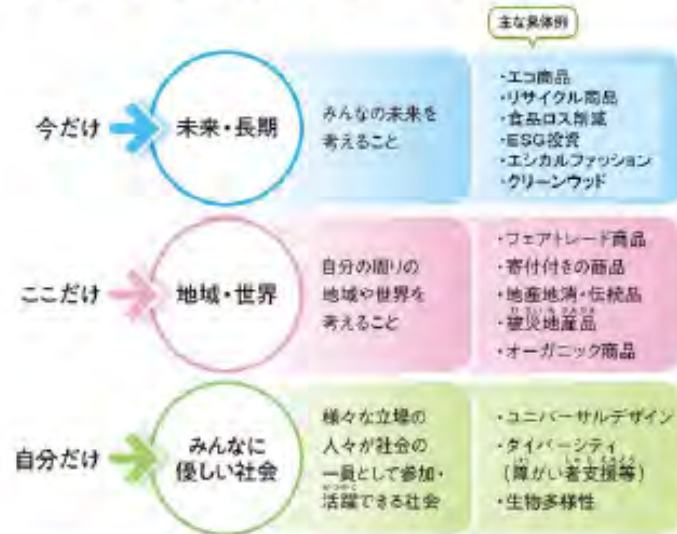 主な具体例
今だけ
未来・長期
みんなの未来を
考えること
・エコ商品
・リサイクル商品
・食品ロス削減
・ESG投資
・エシカルファッション
・クリーンウッド
ここだけ
地域・世界
自分の周りの
地域や世界を
考えること
・フェアトレード商品
・寄付付きの商品
・地産地消・伝統品
・被災地産品
・オーガニック商品
自分だけ
みんなに
優しい社会
様々な立場の
人々が社会の
一員として参加・
活躍できる社会
・ユニバーサルデザイン
・ダイバーシティ
(障がい者支援等)
・生物多様性